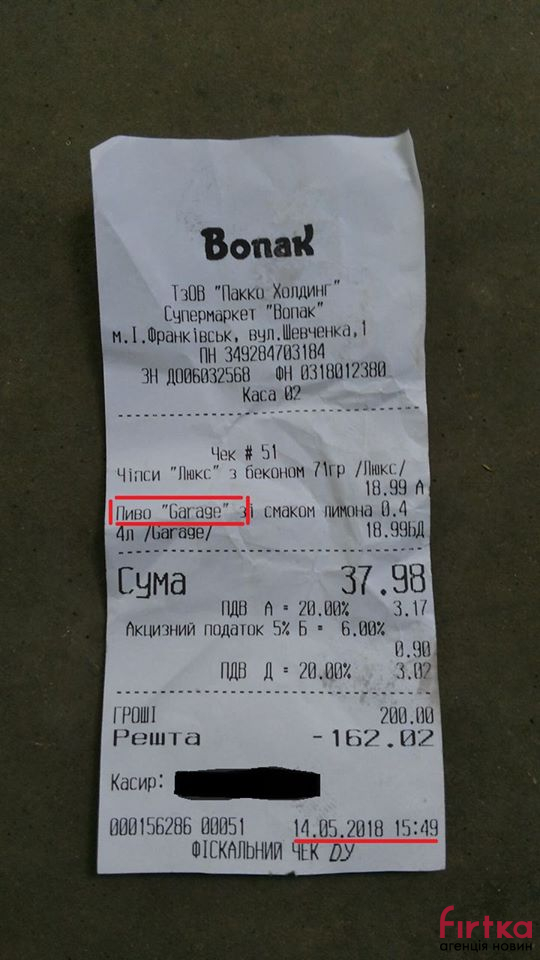 Вопак
ТзОВ "Пакко Холдинг"
Супермаркет "Вопак"
м.І.Франківськ, вул.Шевченка,1
ПН 349284703184
ЗН ДО06032568 ФН 0318012380
Каса 02
Чек # 51
Чіпси "Люкс" з беконом 71гр /Люкс/
18.99 А
Пиво "Garage" зі смаком лимона 0.4
4л /Garage/ 18.99БД
Сума 37.98
ПДВ А = 20.00% 3.17
Акцизний податок 5% Б = 6.00%
0.90
ПДВ Д = 20.00% 3.02
ГРОШІ 200.00
Решта -162.02
Касир:
000156286 00051 14.05.2018 15:49
ФІСКАЛЬНИЙ ЧЕК
firtka
агенція новин